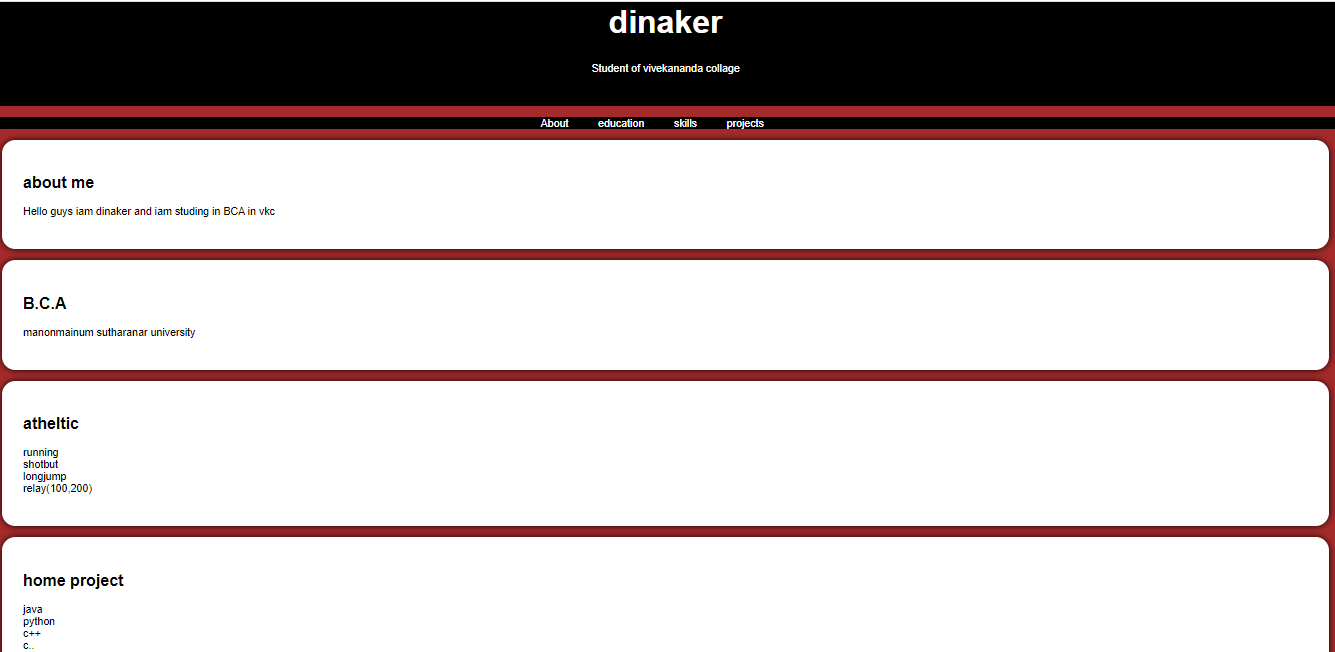 dinaker
Student of vivekananda collage
About education skills projects
about me
Hello guys iam dinaker and iam studing in BCA in vkc
B.C.A
manonmainum sutharanar university
atheltic
running
shotbut
longjump
relay(100,200)
home project
java
python
c++
c..